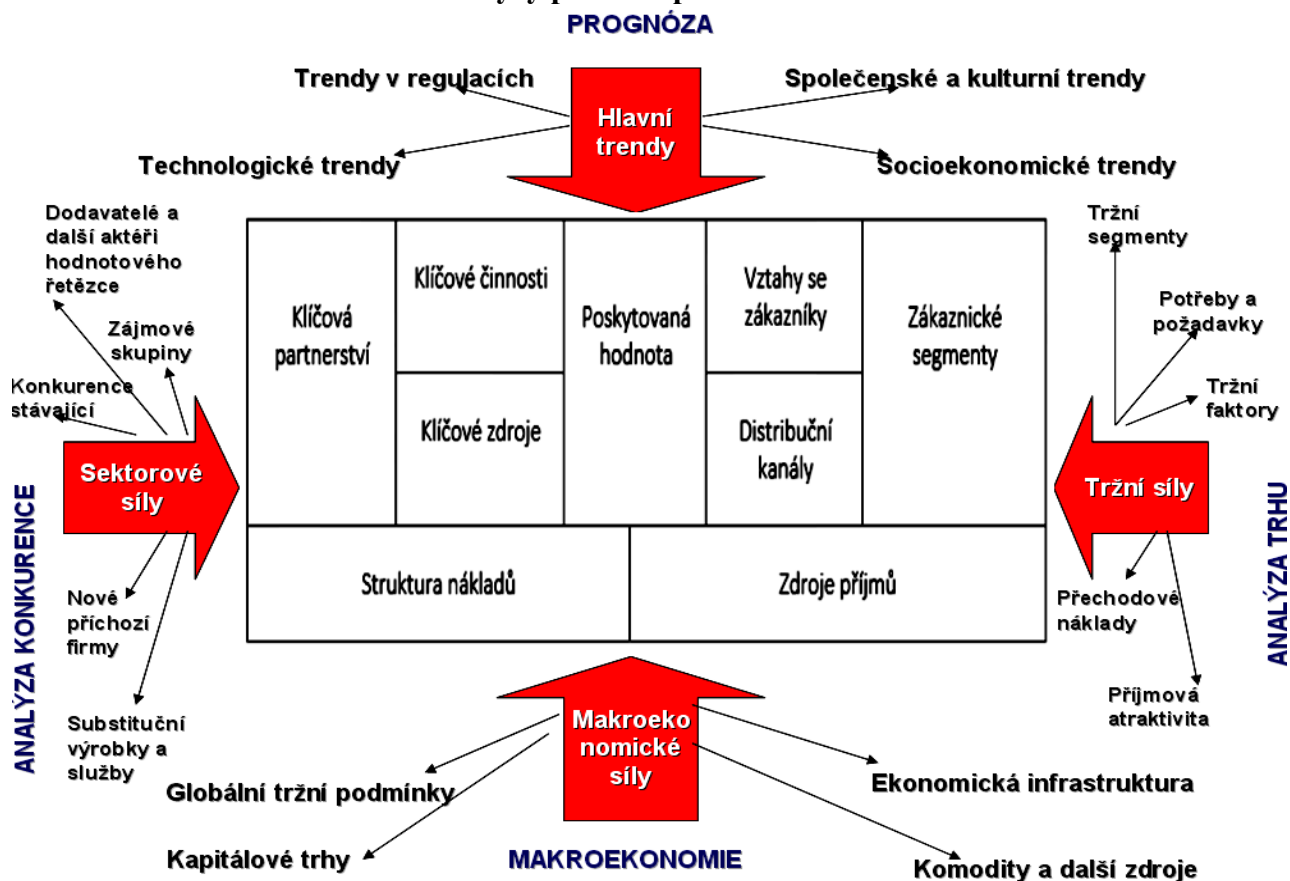 PROGNÓZA
Trendy v regulacích
Společenské a kulturní trendy
Hlavní
trendy
Technologické trendy
Socioekonomické trendy
Dodavatelé a
další aktéři
hodnotového
řetězce
Zájmové
skupiny
Konkurence
stávající
Sektorové
síly
ANALÝZA KONKURENCE
Nové
příchozí
firmy
Substituční
výrobky a
služby
Klíčová
partnerství
Klíčové činnosti
Klíčové zdroje
Poskytovaná
hodnota
Vztahy se
zákazníky
Distribuční
kanály
Zákaznické
segmenty
Struktura nákladů
Zdroje příjmů
Tržní
segmenty
Potřeby a
požadavky
Tržní
faktory
Tržní síly
ANALÝZA TRHU
Přechodové
náklady
Příjmová
atraktivita
Makroeko
nomické
síly
Globální tržní podmínky
Ekonomická infrastruktura
Kapitálové trhy
MAKROEKONOMIE
Komodity a další zdroje